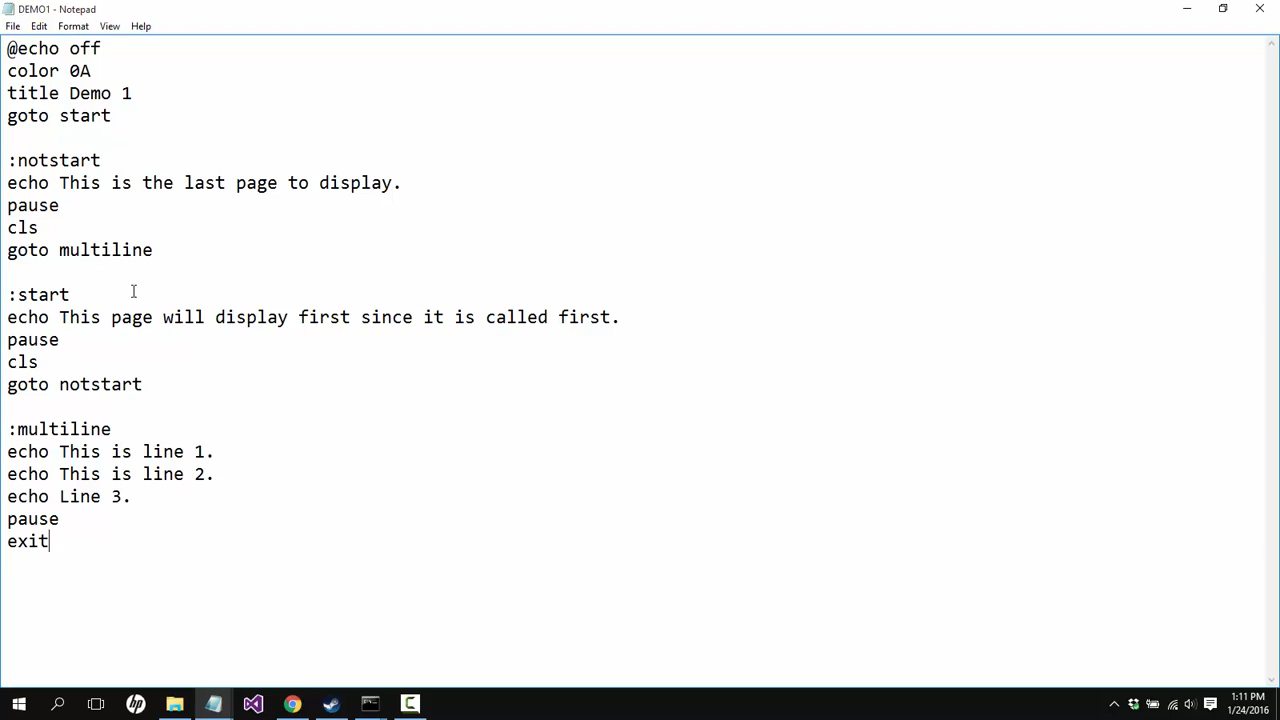 DEMO1 - Notepad
File Edit Format View Help
@echo off
color 0A
title Demo 1
goto start
:notstart
echo This is the last page to display.
pause
cls
goto multiline
:start
echo This page will display first since it is called first.
pause
cls
goto notstart
:multiline
echo This is line 1.
echo This is line 2.
echo Line 3.
pause
exit
1:11 PM
1/24/2016